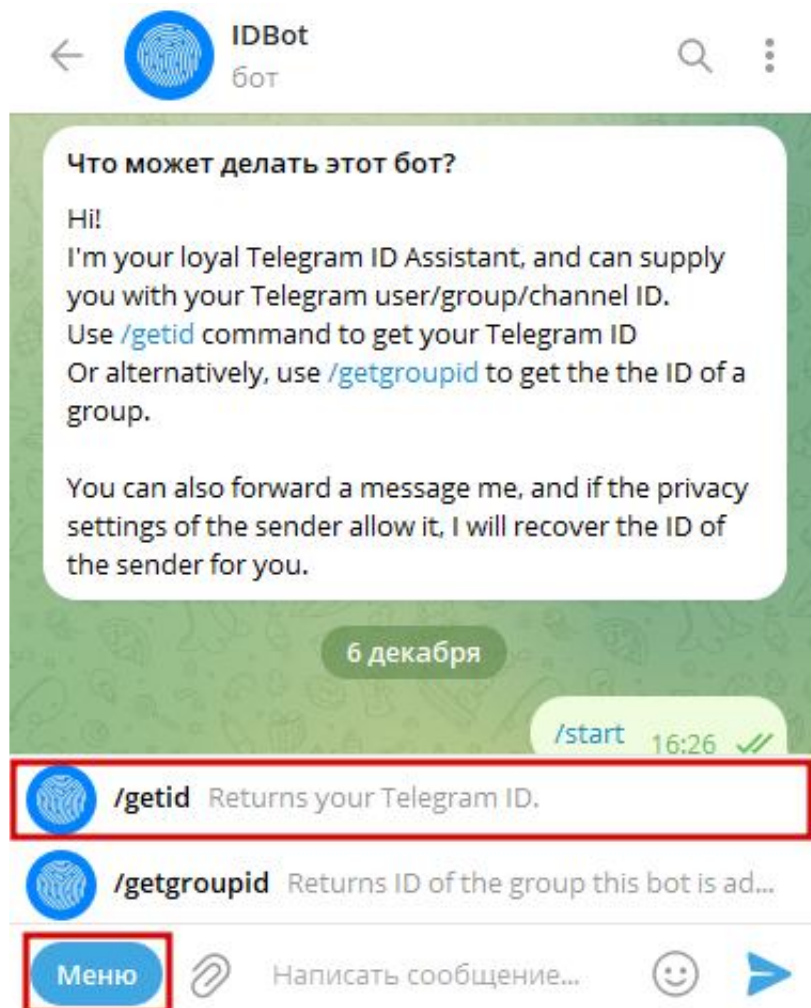 IDBot
бот
Что может делать этот бот?
Hi!
I'm your loyal Telegram ID Assistant, and can supply
you with your Telegram user/group/channel ID.
Use /getid command to get your Telegram ID
Or alternatively, use /getgroupid to get the the ID of a
group.
You can also forward a message me, and if the privacy
settings of the sender allow it, I will recover the ID of
the sender for you.
6 декабря
/start 16:26
/getid Returns your Telegram ID.
/getgroupid Returns ID of the group this bot is ad...
Меню Написать сообщение...